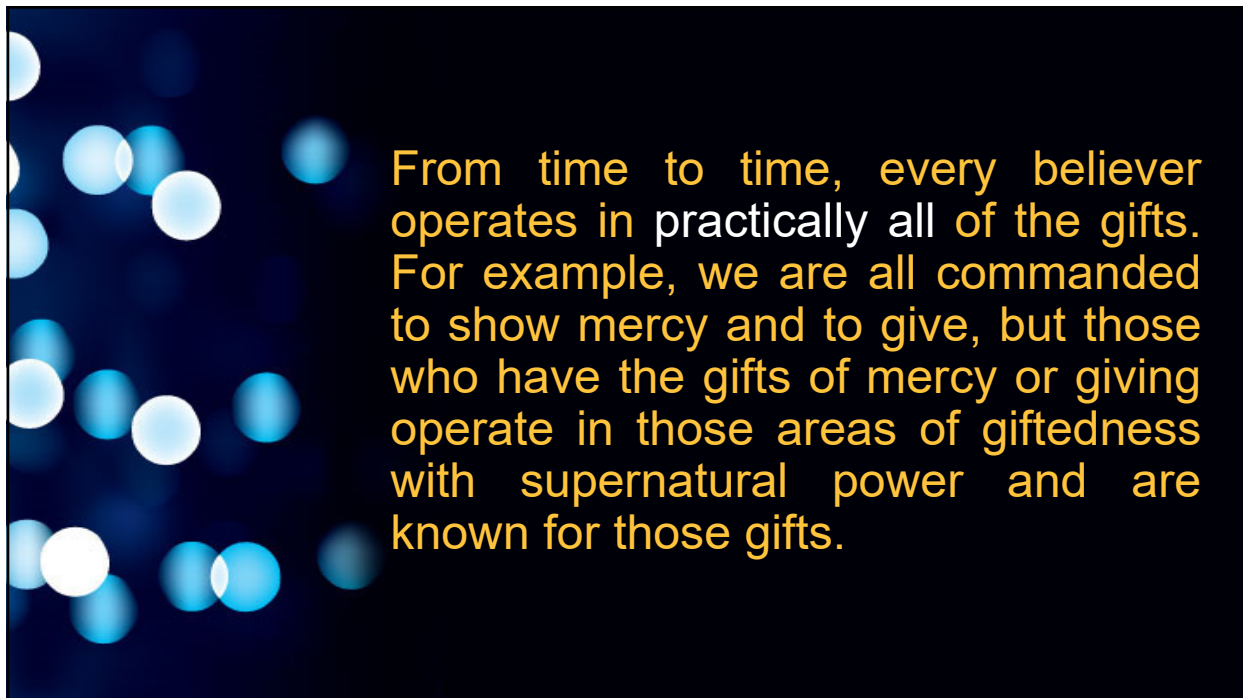 From time to time, every believer
operates in practically all of the gifts.
For example, we are all commanded
to show mercy and to give, but those
who have the gifts of mercy or giving
operate in those areas of giftedness
with supernatural power and are
known for those gifts.